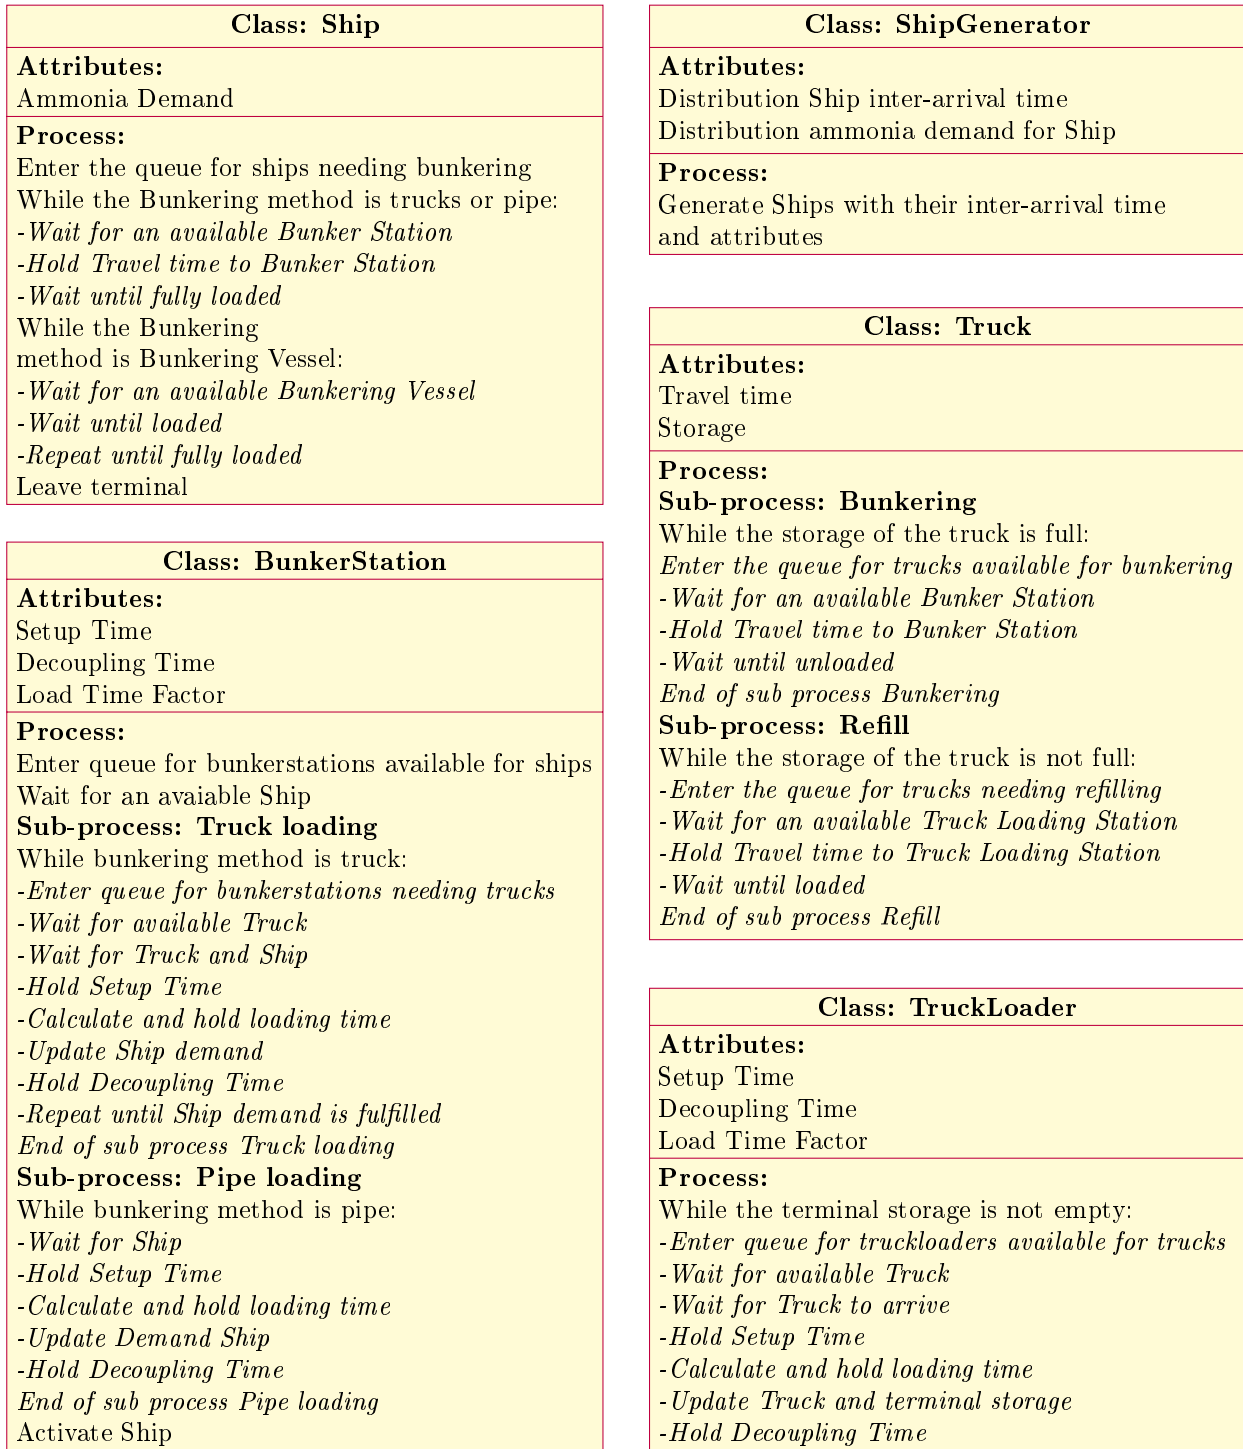 Class: Ship
Attributes:
Ammonia Demand
Process:
Enter the queue for ships needing bunkering
While the Bunkering method is trucks or pipe:
-Wait for an available Bunker Station
-Hold Travel time to Bunker Station
-Wait until fully loaded
While the Bunkering
method is Bunkering Vessel:
-Wait for an available Bunkering Vessel
-Wait until loaded
-Repeat until fully loaded
Leave terminal
Class: BunkerStation
Attributes:
Setup Time
Decoupling Time
Load Time Factor
Process:
Enter queue for bunkerstations available for ships
Wait for an avaiable Ship
Sub-process: Truck loading
While bunkering method is truck:
-Enter queue for bunkerstations needing trucks
-Wait for available Truck
-Wait for Truck and Ship
-Hold Setup Time
-Calculate and hold loading time
-Update Ship demand
-Hold Decoupling Time
-Repeat until Ship demand is fulfilled
End of sub process Truck loading
Sub-process: Pipe loading
While bunkering method is pipe:
-Wait for Ship
-Hold Setup Time
-Calculate and hold loading time
-Update Demand Ship
-Hold Decoupling Time
End of sub process Pipe loading
Activate Ship
Class: ShipGenerator
Attributes:
Distribution Ship inter-arrival time
Distribution ammonia demand for Ship
Process:
Generate Ships with their inter-arrival time
and attributes
Class: Truck
Attributes:
Travel time
Storage
Process:
Sub-process: Bunkering
While the storage of the truck is full:
Enter the queue for trucks available for bunkering
-Wait for an available Bunker Station
-Hold Travel time to Bunker Station
-Wait until unloaded
End of sub process Bunkering
Sub-process: Refill
While the storage of the truck is not full:
-Enter the queue for trucks needing refilling
-Wait for an available Truck Loading Station
-Hold Travel time to Truck Loading Station
-Wait until loaded
End of sub process Refill
Class: TruckLoader
Attributes:
Setup Time
Decoupling Time
Load Time Factor
Process:
While the terminal storage is not empty:
-Enter queue for truckloaders available for trucks
-Wait for available Truck
-Wait for Truck to arrive
-Hold Setup Time
-Calculate and hold loading time
-Update Truck and terminal storage
-Hold Decoupling Time